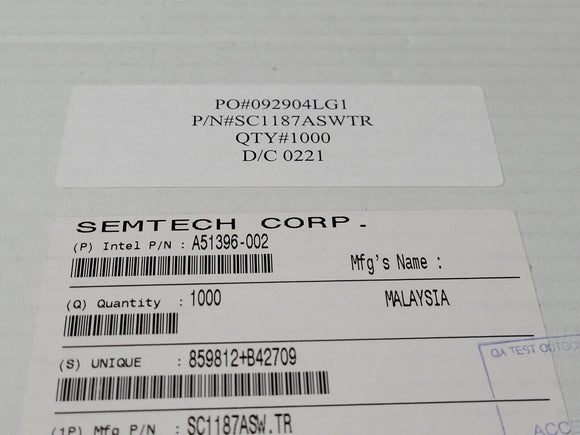 PO#092904LG1
P/N#SC1187ASWTR
QTY#1000
D/C 0221
SEMTECH CORP.
(P) Intel P/N : A51396-002
Mfg's Name :
(Q) Quantity : 1000
MALAYSIA
(S) UNIQUE : 859812+B42709
QA TEST
(1P) Mfg P/N : SC1187ASW.TR